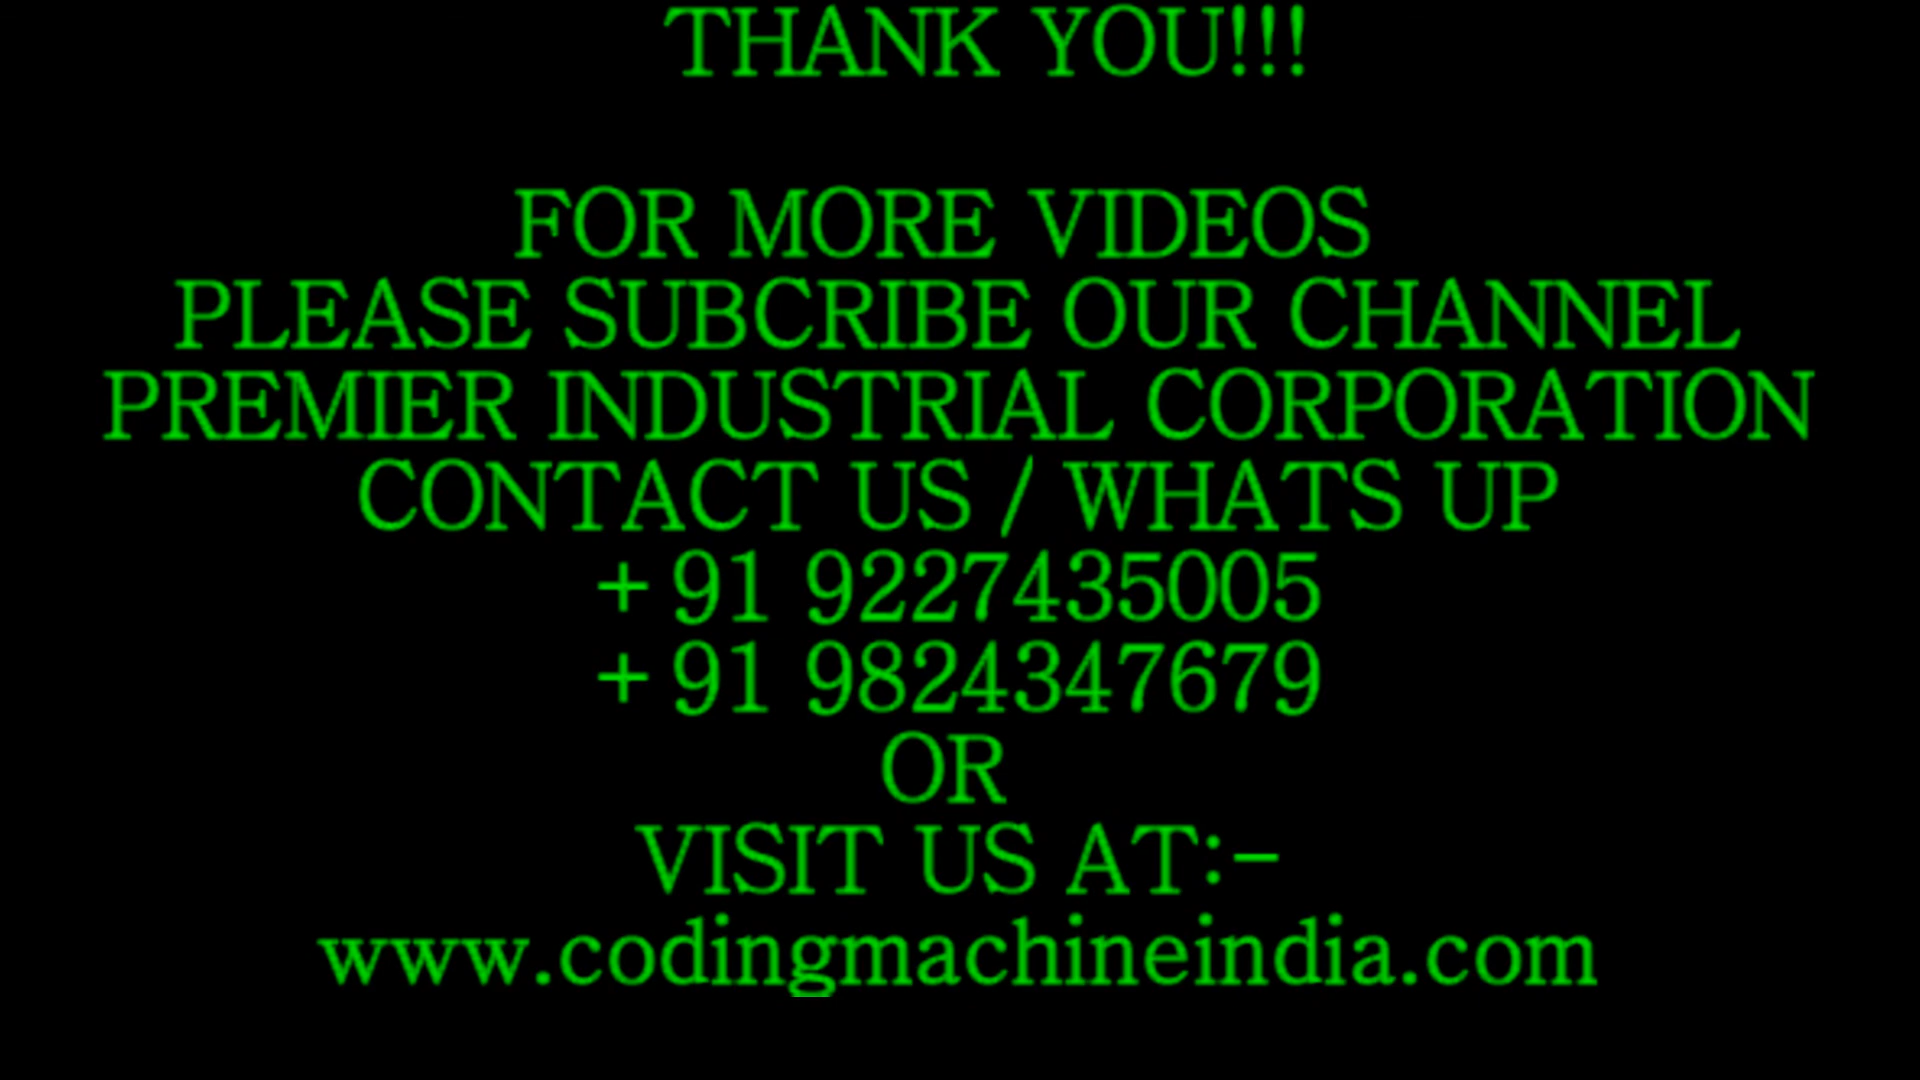 THANK YOU!!!
FOR MORE VIDEOS
PLEASE SUBCRIBE OUR CHANNEL
PREMIER INDUSTRIAL CORPORATION
CONTACT US / WHATS UP
+91 9227435005
+91 9824347679
OR
VISIT US AT:-
www.codingmachineindia.com